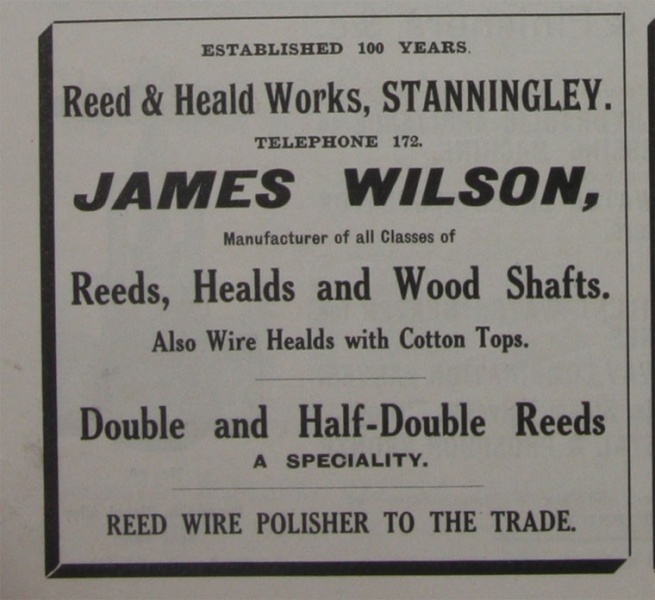 ESTABLISHED 100 YEARS.
Reed & Heald Works, STANNINGLEY.
TELEPHONE 172.
JAMES WILSON,
Manufacturer of all Classes of
Reeds, Healds and Wood Shafts.
Also Wire Healds with Cotton Tops.
Double and Half-Double Reeds
A SPECIALITY.
REED WIRE POLISHER TO THE TRADE.